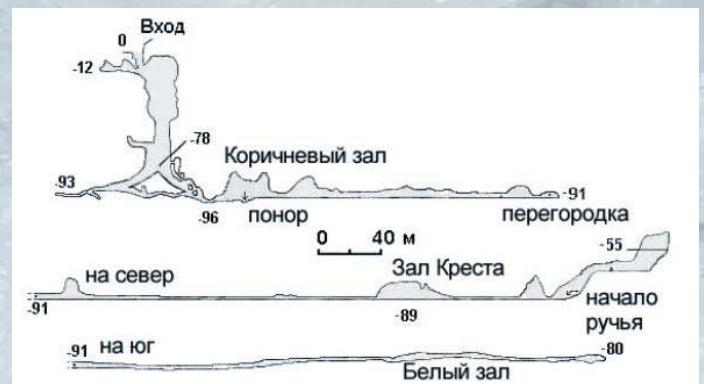 Вход
0
-12
-78
Коричневый зал
-93
-91
-96
понор
перегородка
0 40 м
-55
на север
Зал Креста
-91
-89
начало
ручья
-91
на юг
-80
Белый зал